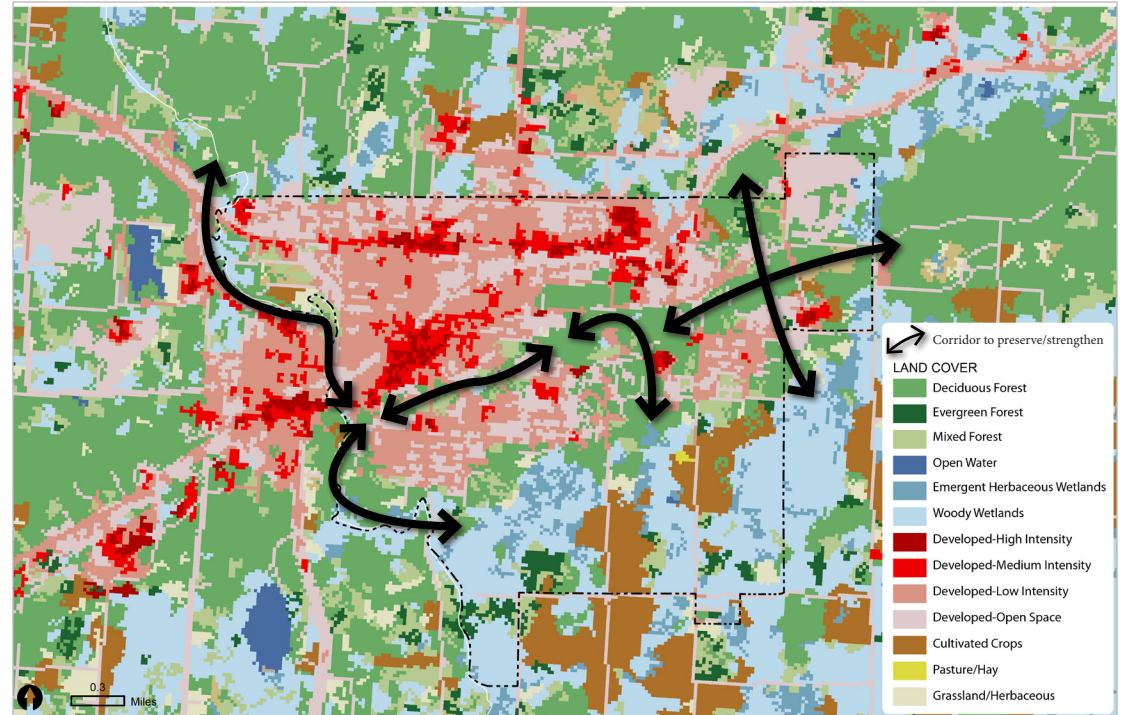 Corridor to preserve/strengthen
LAND COVER
Deciduous Forest
Evergreen Forest
Mixed Forest
Open Water
Emergent Herbaceous Wetlands
Woody Wetlands
Developed-High Intensity
Developed-Medium Intensity
Developed-Low Intensity
Developed-Open Space
Cultivated Crops
Pasture/Hay
Grassland/Herbaceous
0.3
Miles